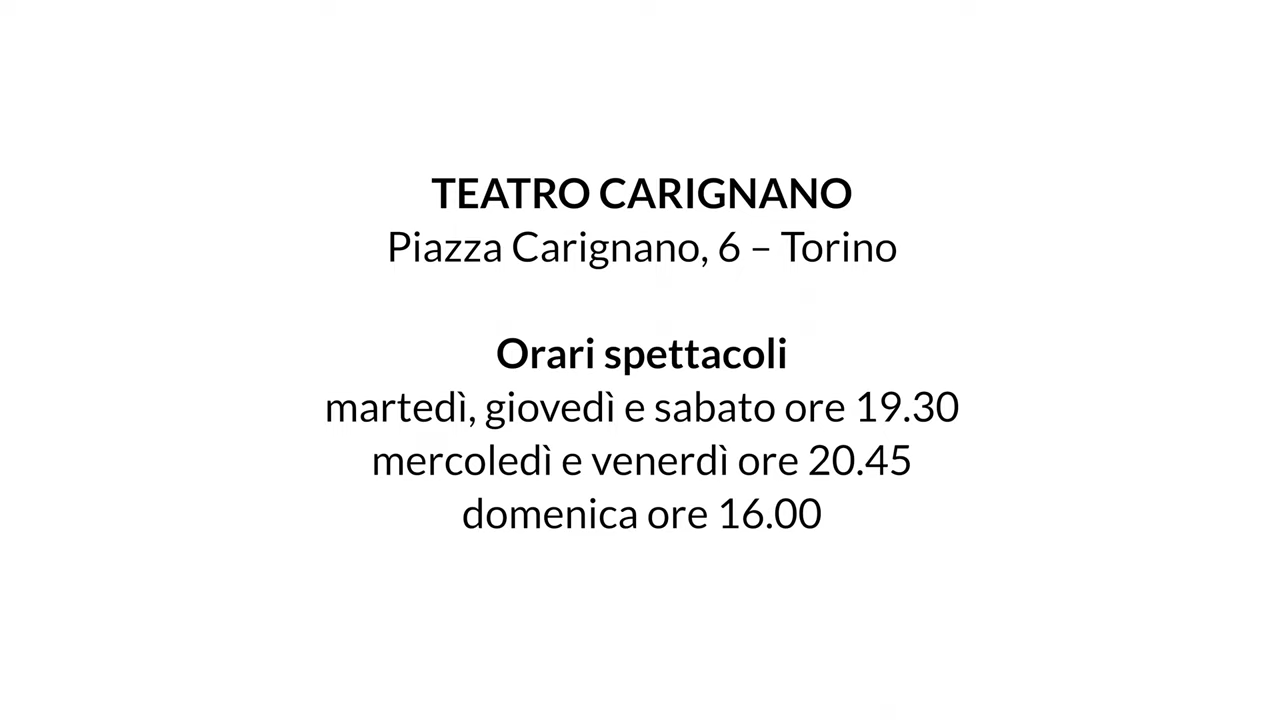 TEATRO CARIGNANO
Piazza Carignano, 6 – Torino
Orari spettacoli
martedì, giovedì e sabato ore 19.30
mercoledì e venerdì ore 20.45
domenica ore 16.00